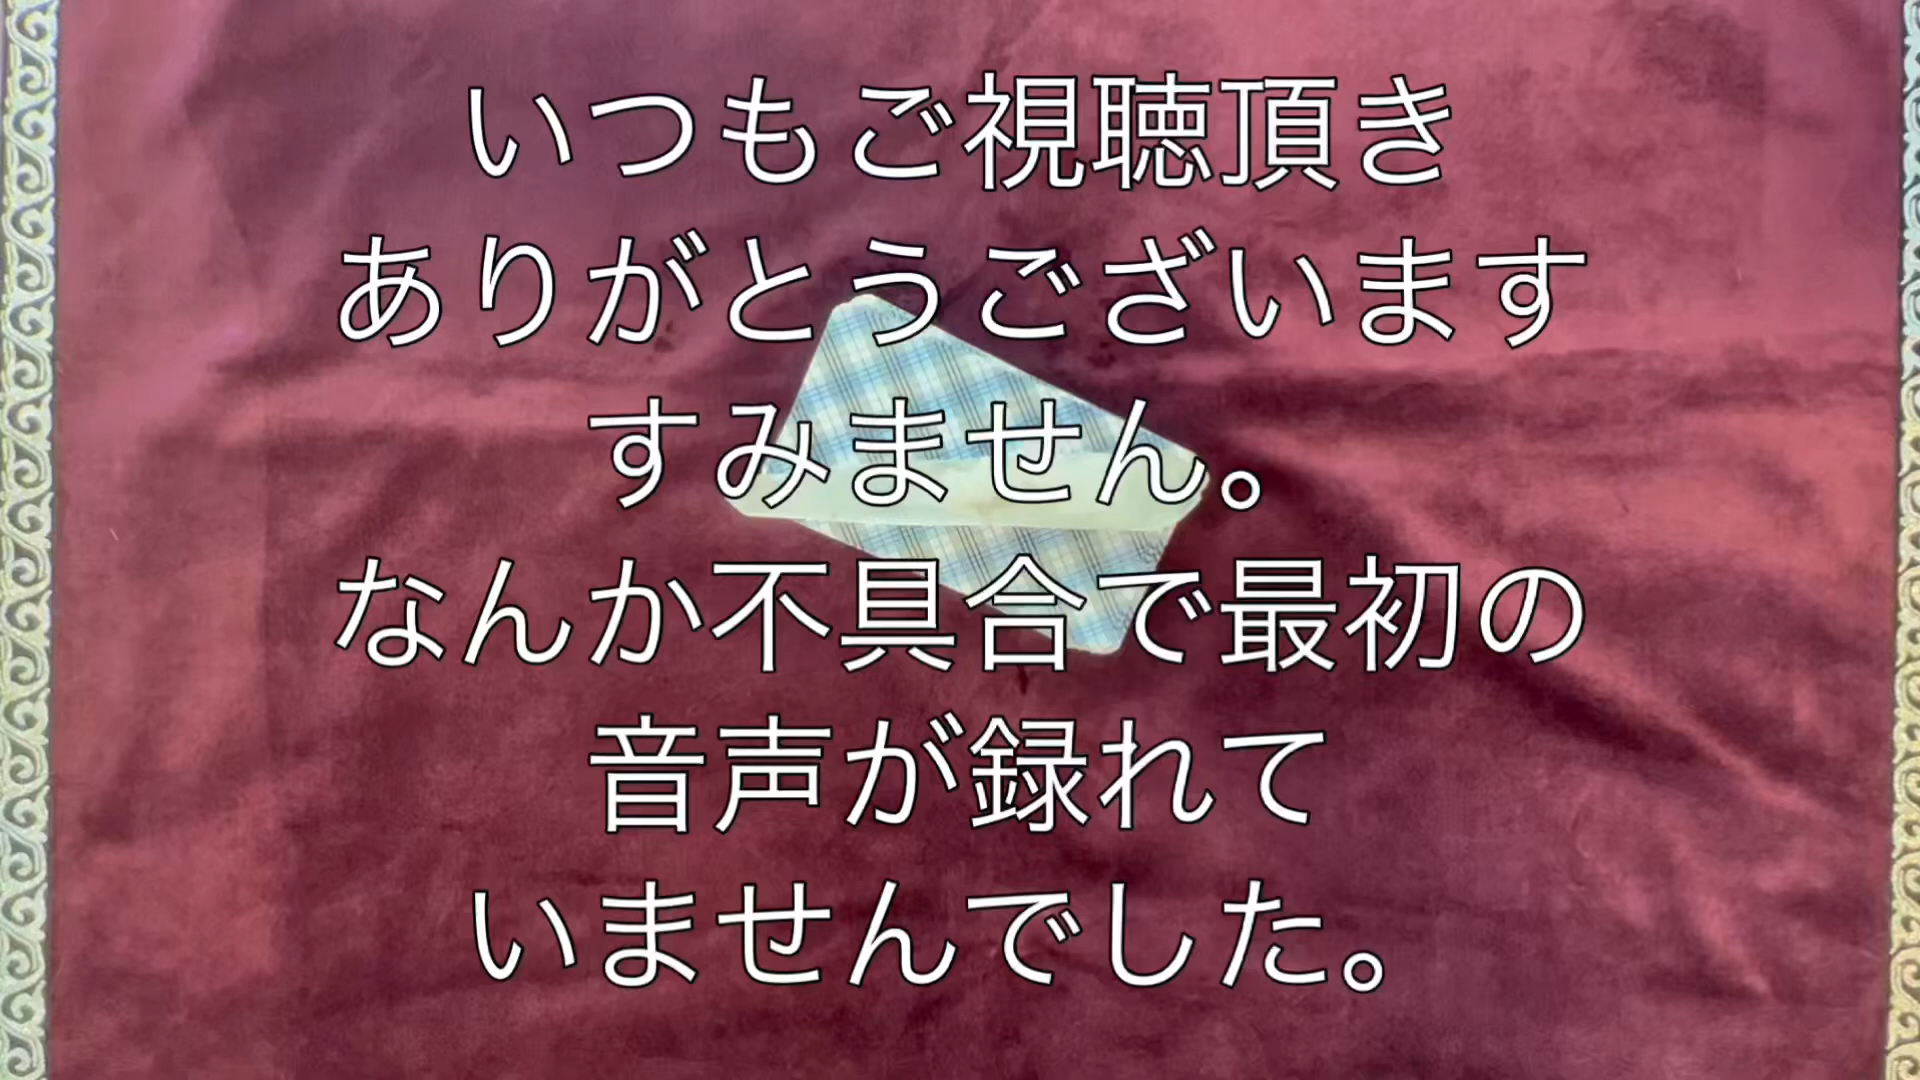 いつもご視聴頂き
ありがとうございます
すみません。
なんか不具合で最初の
音声が録れて
いませんでした。